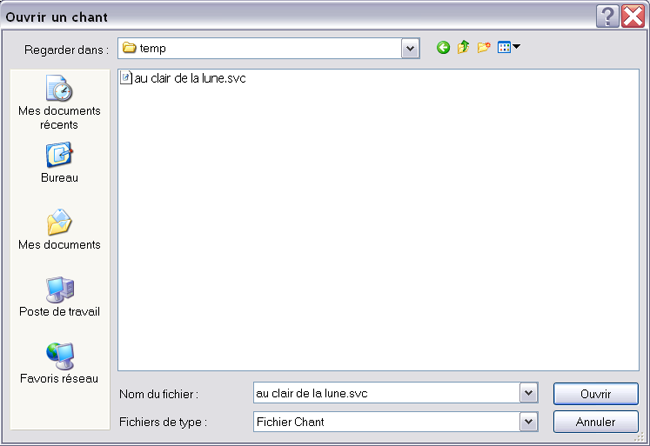 Ouvrir un chant
Regarder dans :
temp
au clair de la lune.svc
Mes documents
récents
Bureau
Mes documents
Poste de travail
Favoris réseau
Nom du fichier :
au clair de la lune.svc
Ouvrir
Fichiers de type :
Fichier Chant
Annuler